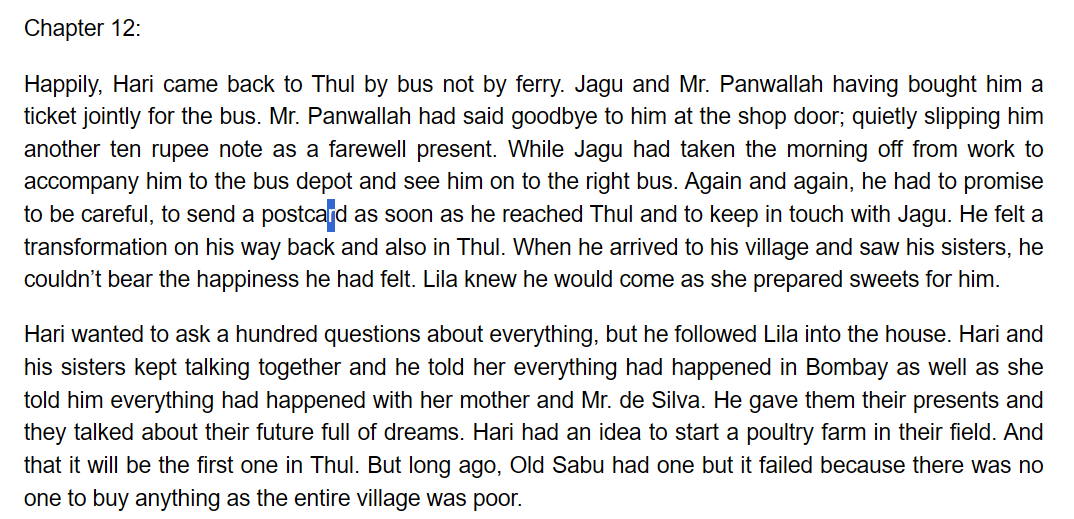 Chapter 12:
Happily, Hari came back to Thul by bus not by ferry. Jagu and Mr. Panwallah having bought him a
ticket jointly for the bus. Mr. Panwallah had said goodbye to him at the shop door; quietly slipping him
another ten rupee note as a farewell present. While Jagu had taken the morning off from work to
accompany him to the bus depot and see him on to the right bus. Again and again, he had to promise
to be careful, to send a postcard as soon as he reached Thul and to keep in touch with Jagu. He felt a
transformation on his way back and also in Thul. When he arrived to his village and saw his sisters, he
couldn’t bear the happiness he had felt. Lila knew he would come as she prepared sweets for him.
Hari wanted to ask a hundred questions about everything, but he followed Lila into the house. Hari and
his sisters kept talking together and he told her everything had happened in Bombay as well as she
told him everything had happened with her mother and Mr. de Silva. He gave them their presents and
they talked about their future full of dreams. Hari had an idea to start a poultry farm in their field. And
that it will be the first one in Thul. But long ago, Old Sabu had one but it failed because there was no
one to buy anything as the entire village was poor.